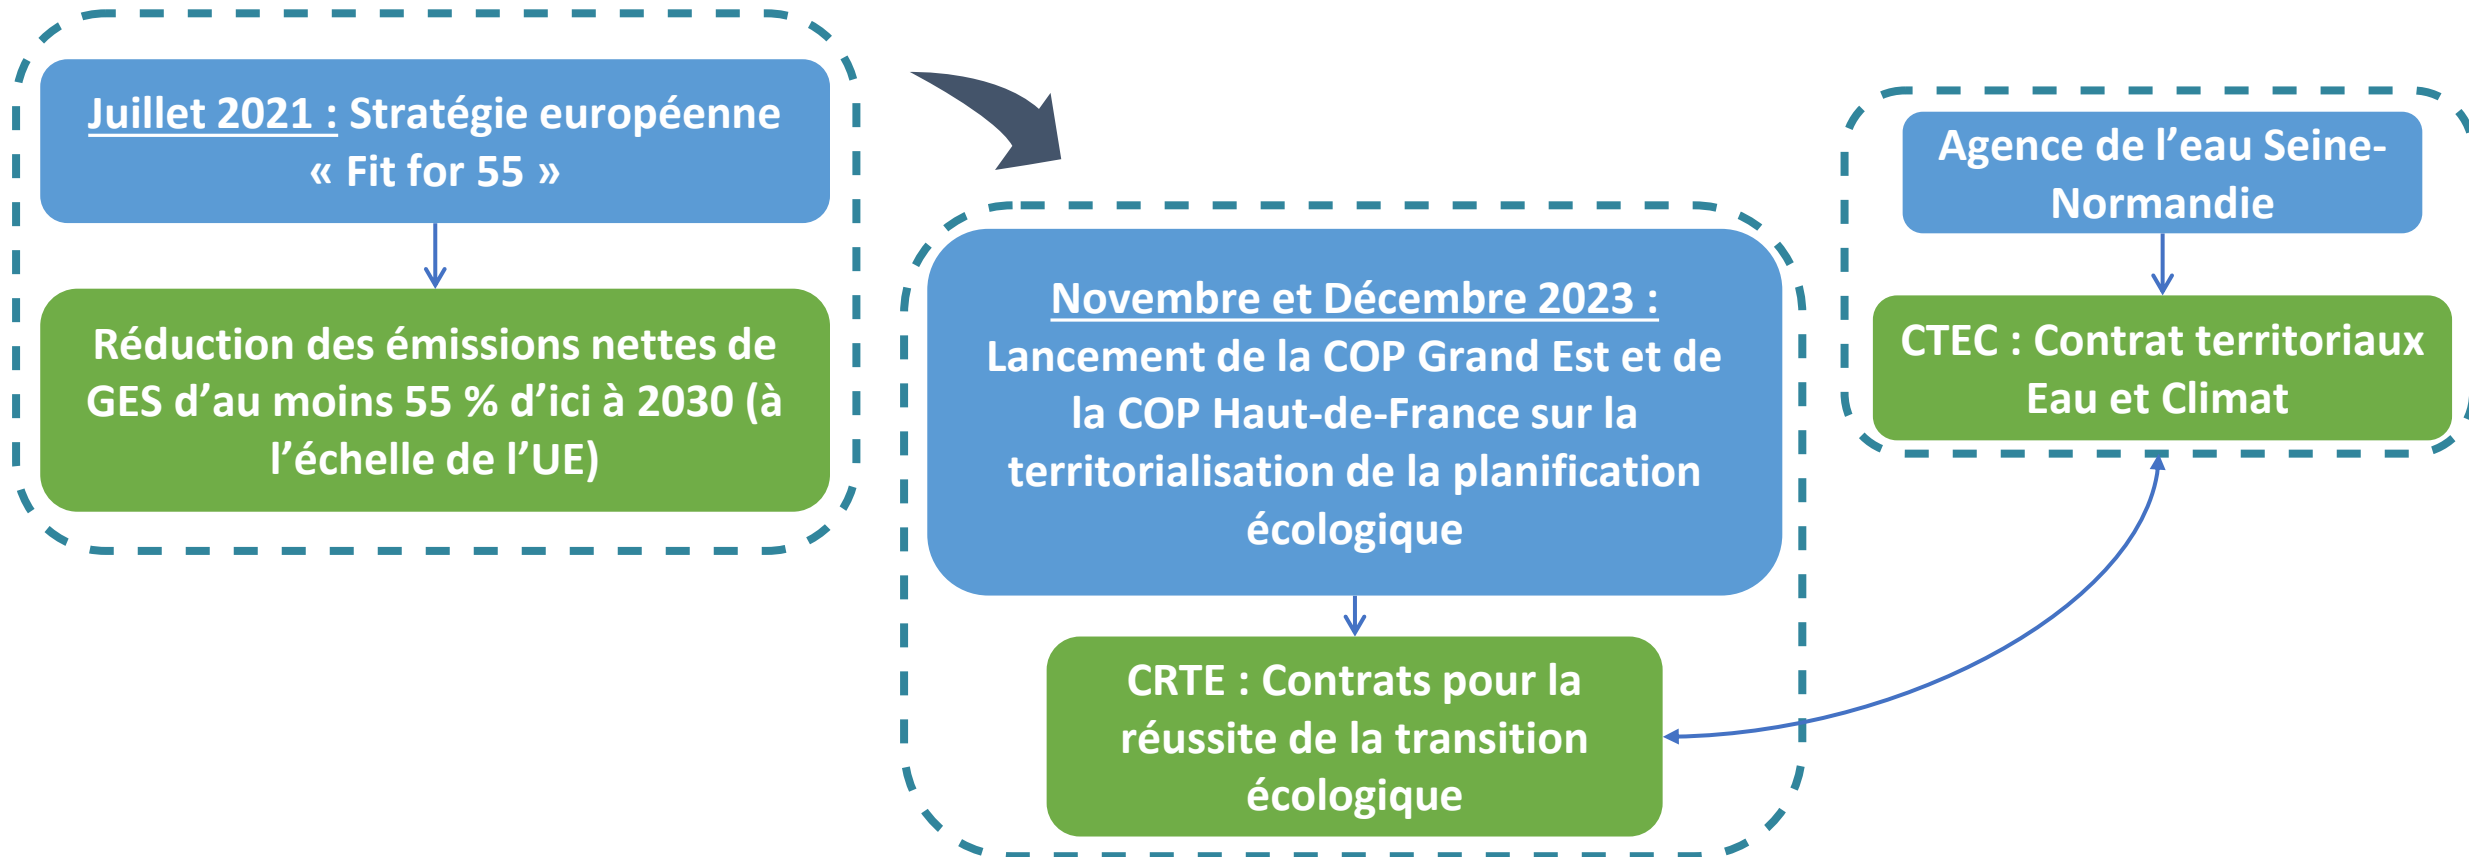 Juillet 2021 : Stratégie européenne
« Fit for 55 »
Réduction des émissions nettes de
GES d’au moins 55 % d’ici à 2030 (à
l’échelle de l’UE)
Novembre et Décembre 2023 :
Lancement de la COP Grand Est et de
la COP Haut-de-France sur la
territorialisation de la planification
écologique
CRTE : Contrats pour la
réussite de la transition
écologique
Agence de l’eau Seine-
Normandie
CTEC : Contrat territoriaux
Eau et Climat